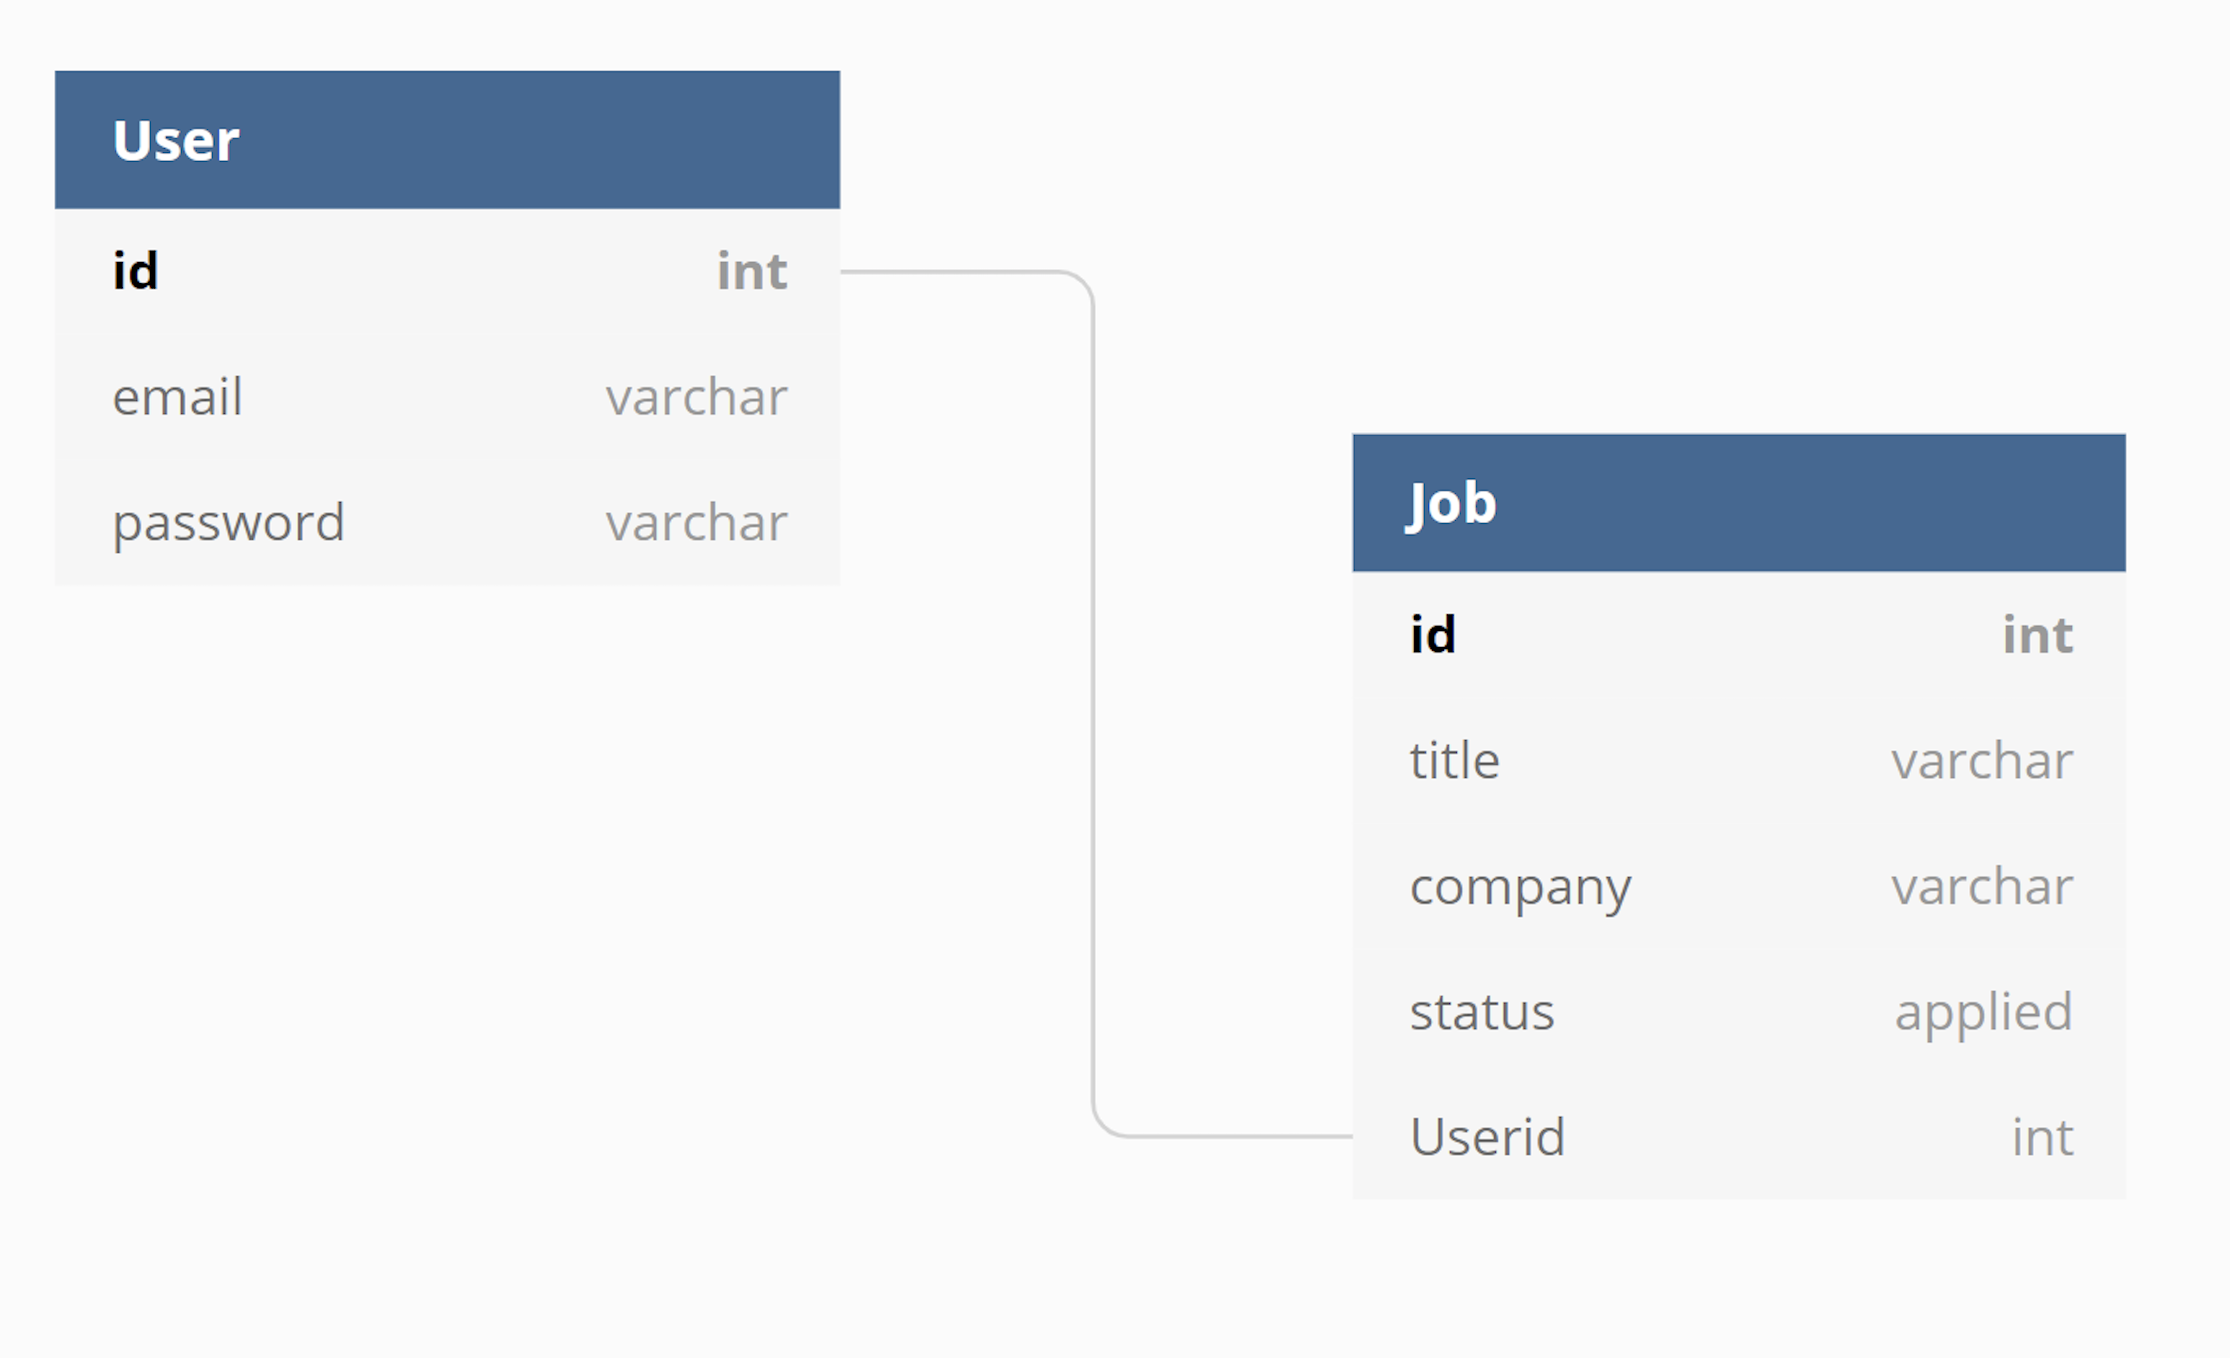 User
id int
email varchar
password varchar
Job
id int
title varchar
company varchar
status applied
Userid int